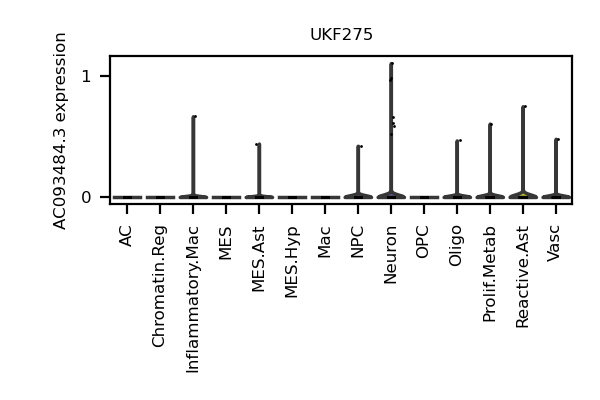 UKF275
AC093484.3 expression
1
0
AC
Chromatin.Reg
Inflammatory.Mac
MES
MES.Ast
MES.Hyp
Mac
NPC
Neuron
OPC
Oligo
Prolif.Metab
Reactive.Ast
Vasc